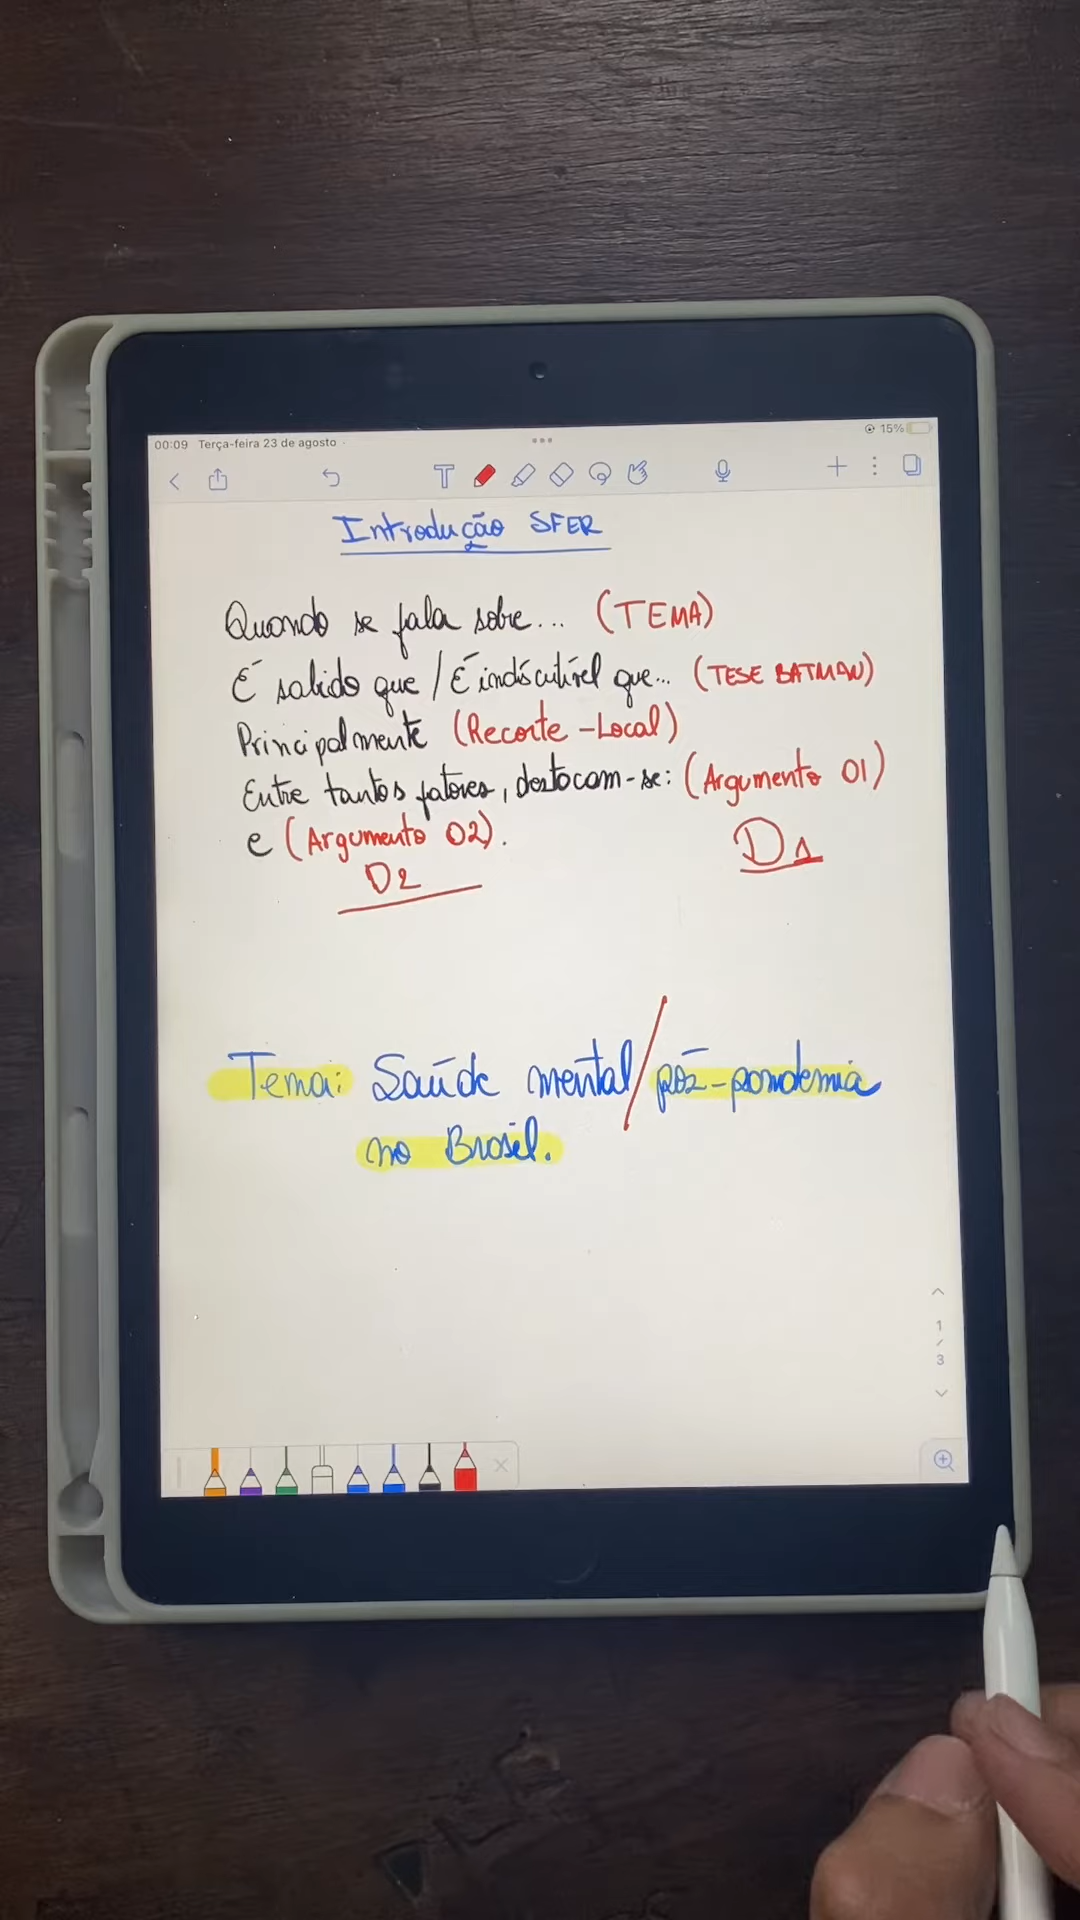 00:09 Terça-feira 23 de agosto
15%
Introdução SFER
Quando se fala sobre... (TEMA)
É sabido que / É indiscutível que... (TESE BATMAN)
Principalmente (Recorte - Local)
Entre tantos fatores, destacam-se: (Argumento 01)
e (Argumento 02).
D1
D2
Tema: Saúde mental / pós-pandemia
no Brasil.
1
/
3